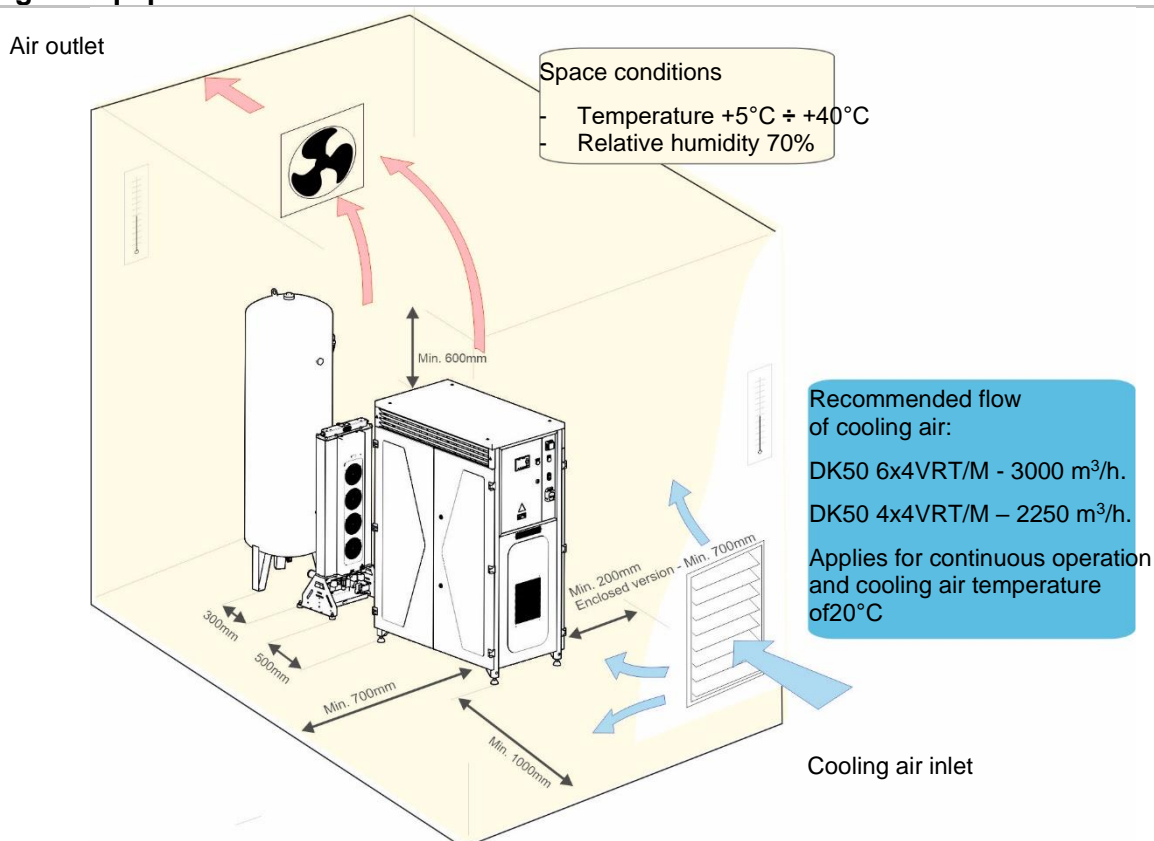 Air outlet
Space conditions
- Temperature +5°C ÷ +40°C
- Relative humidity 70%
Min. 600mm
Recommended flow
of cooling air:
DK50 6x4VRT/M - 3000 m³/h.
DK50 4x4VRT/M – 2250 m³/h.
Applies for continuous operation
and cooling air temperature
of20°C
Min. 200mm
Enclosed version - Min. 700mm
300mm
500mm
Min. 700mm
Min. 1000mm
Cooling air inlet